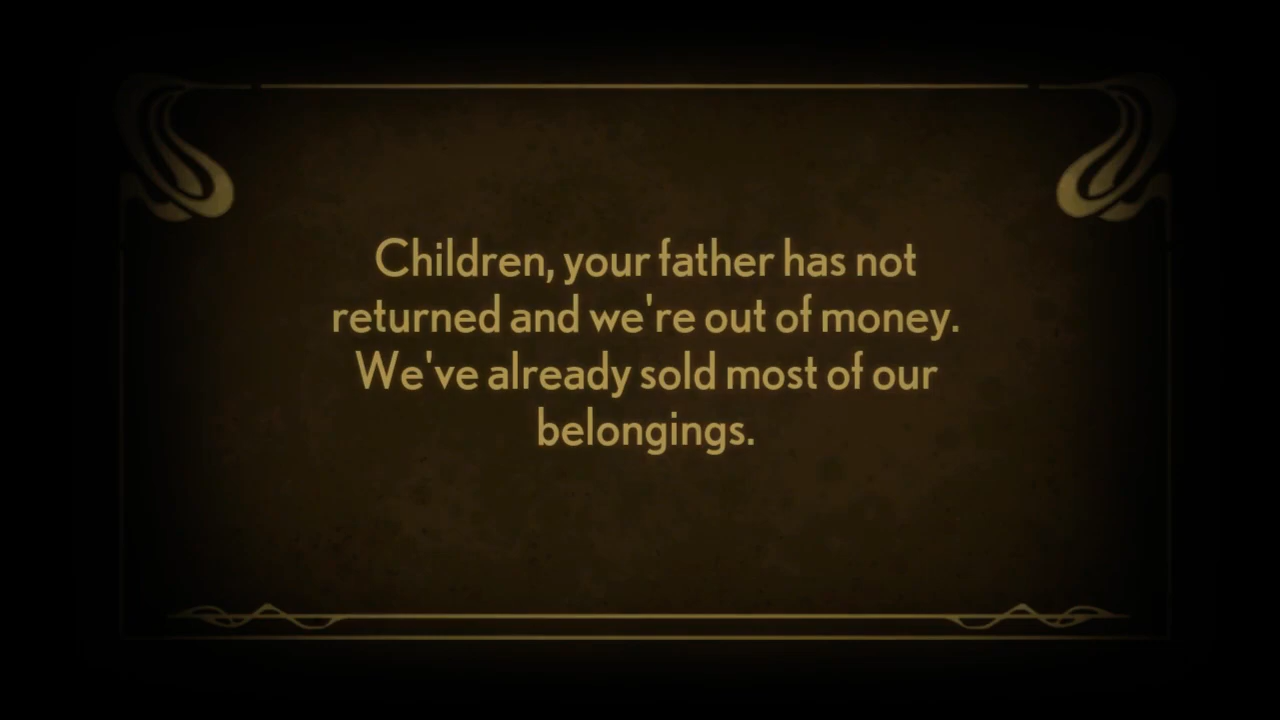 Children, your father has not
returned and we're out of money.
We've already sold most of our
belongings.